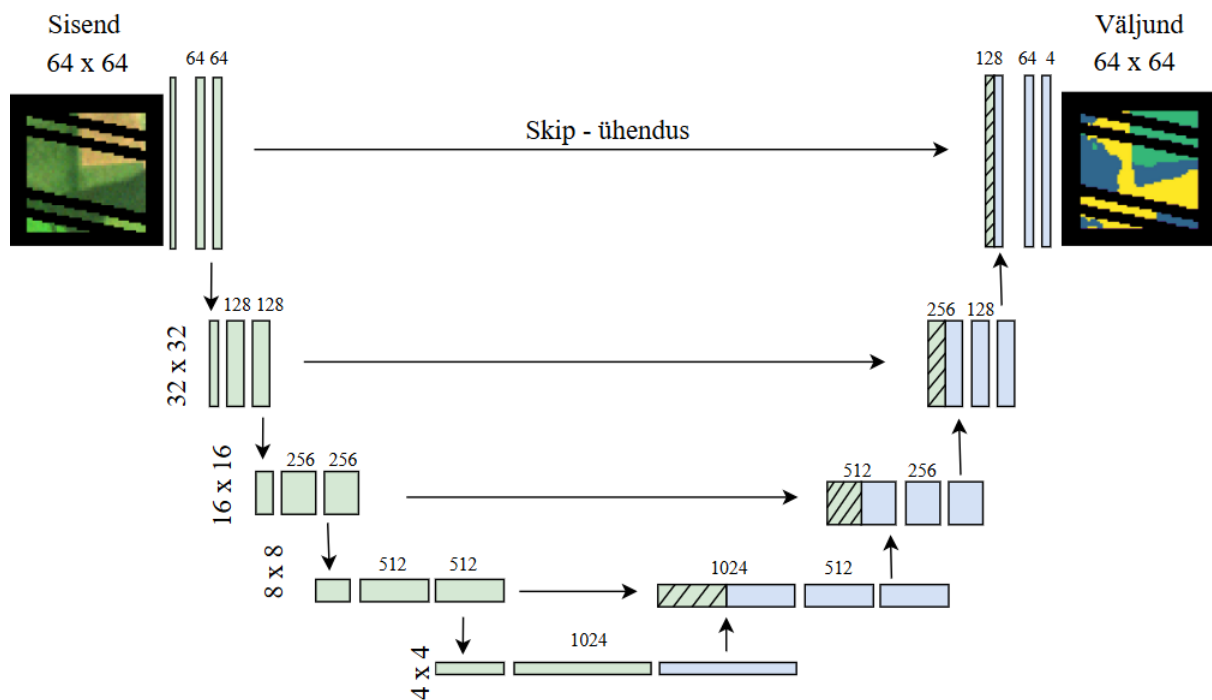 Sisend
64 x 64
Väljund
64 x 64
64 64
128 64 4
Skip - ühendus
32 x 32
128 128
256 128
16 x 16
256 256
512 256
8 x 8
512 512
1024 512
4 x 4
1024